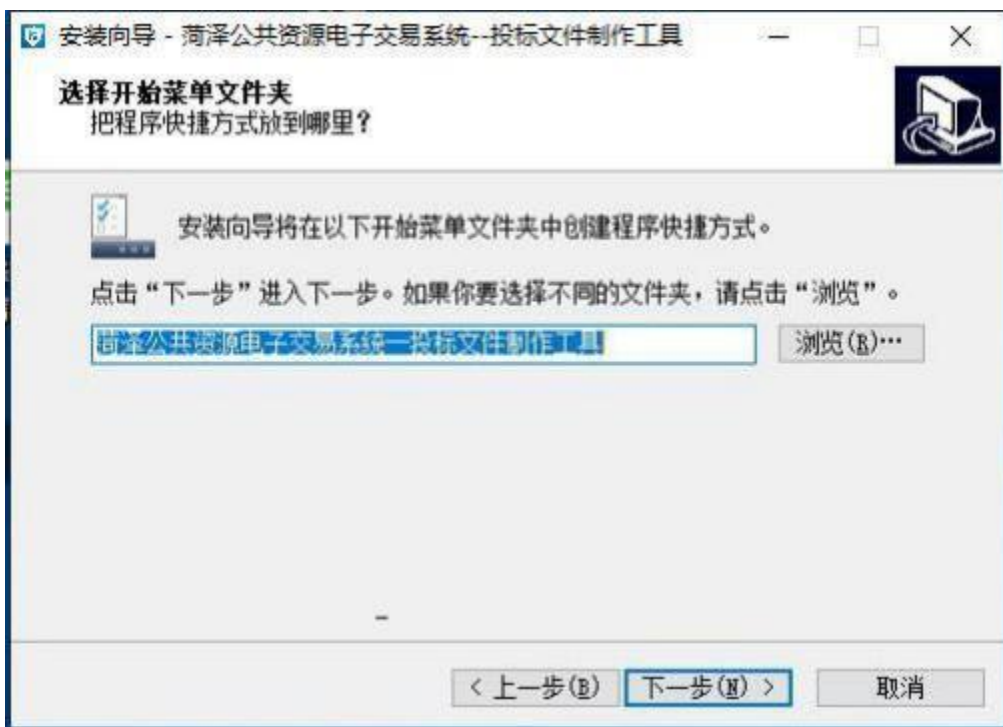 安装向导 - 菏泽公共资源电子交易系统--投标文件制作工具
选择开始菜单文件夹
把程序快捷方式放到哪里？
安装向导将在以下开始菜单文件夹中创建程序快捷方式。
点击“下一步”进入下一步。如果你要选择不同的文件夹，请点击“浏览”。
菏泽公共资源电子交易系统--投标文件制作工具
浏览(R)...
< 上一步(B)
下一步(N) >
取消